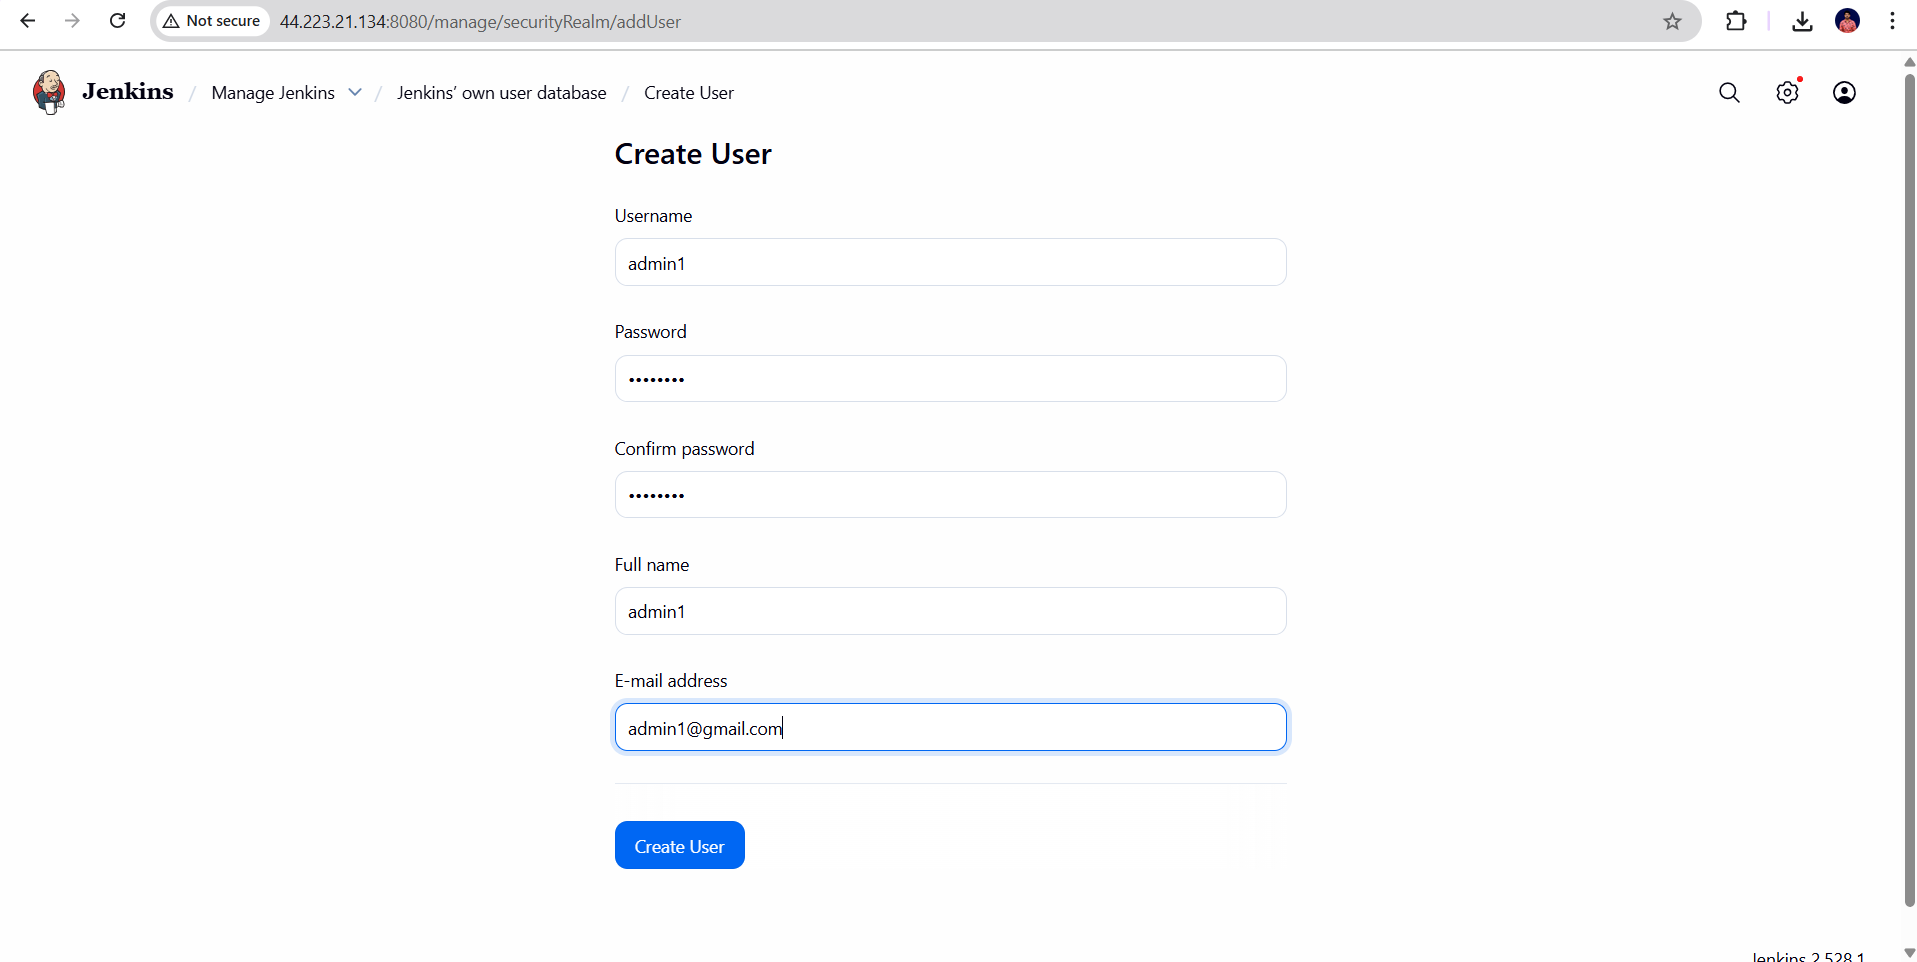 Not secure 44.223.21.134:8080/manage/securityRealm/addUser
Jenkins / Manage Jenkins / Jenkins’ own user database / Create User
Create User
Username
admin1
Password
••••••••
Confirm password
••••••••
Full name
admin1
E-mail address
admin1@gmail.com
Create User
Jenkins 2.528.1